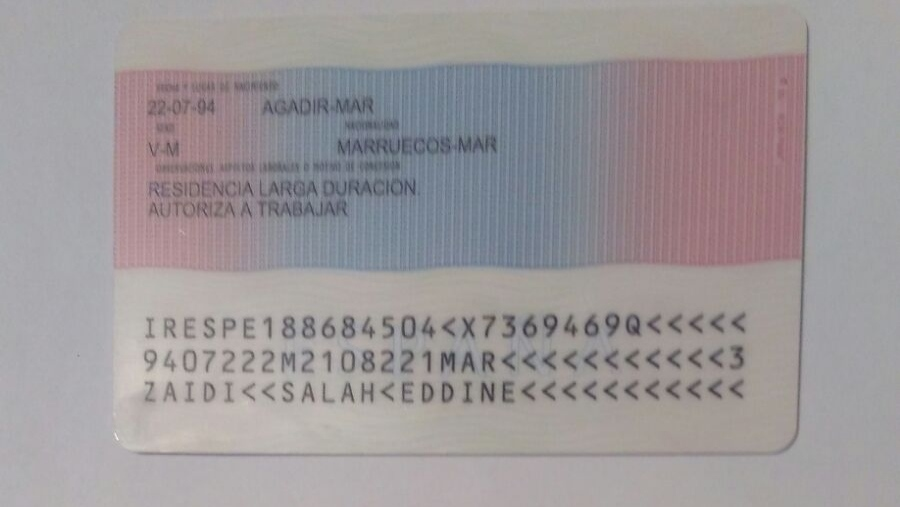 FECHA Y LUGAR DE NACIMIENTO
22-07-94 AGADIR-MAR
SEXO NACIONALIDAD
V-M MARRUECOS-MAR
OBSERVACIONES, ASPECTOS LABORALES O MOTIVO DE CONCESIÓN
RESIDENCIA LARGA DURACION.
AUTORIZA A TRABAJAR
IRESPE188684504<X7369469Q<<<<<
9407222M2108221MAR<<<<<<<<<<<3
ZAIDI<<SALAH<EDDINE<<<<<<<<<<<